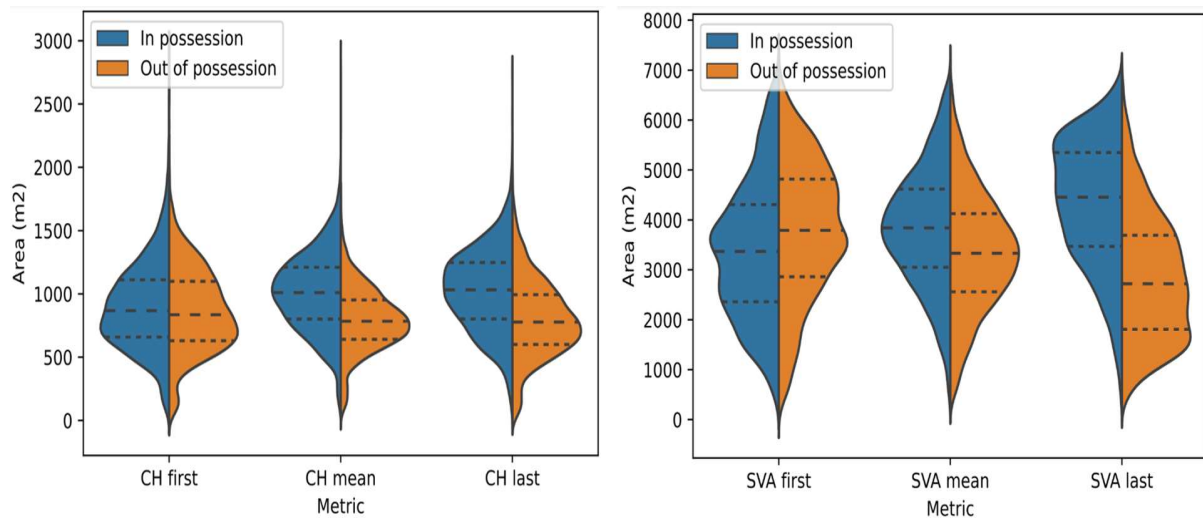 In possession
Out of possession
3000
2500
2000
1500
1000
500
0
Area (m2)
CH first
CH mean
CH last
Metric
In possession
Out of possession
8000
7000
6000
5000
4000
3000
2000
1000
0
Area (m2)
SVA first
SVA mean
SVA last
Metric